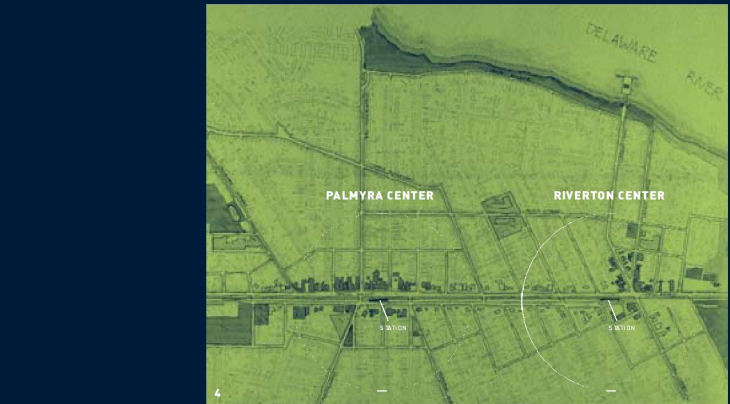 DELAWARE
RIVER
PALMYRA CENTER
RIVERTON CENTER
STATION
STATION
4